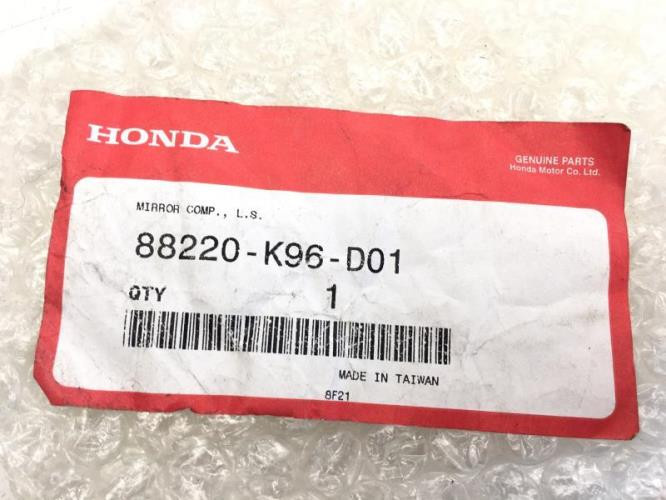 HONDA
GENUINE PARTS
Honda Motor Co. Ltd.
MIRROR COMP., L.S.
88220-K96-D01
QTY 1
MADE IN TAIWAN
8F21